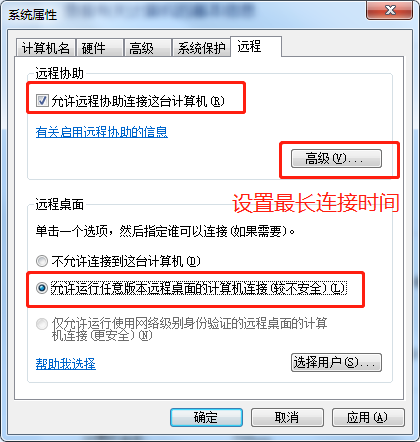 系统属性
计算机名
硬件
高级
系统保护
远程
远程协助
允许远程协助连接这台计算机(R)
有关启用远程协助的信息
高级(V)...
设置最长连接时间
远程桌面
单击一个选项，然后指定谁可以连接(如果需要)。
不允许连接到这台计算机(D)
允许运行任意版本远程桌面的计算机连接(较不安全)(L)
仅允许运行使用网络级别身份验证的远程桌面的计算
机连接(更安全)(N)
帮助我选择
选择用户(S)...
确定
取消
应用(A)